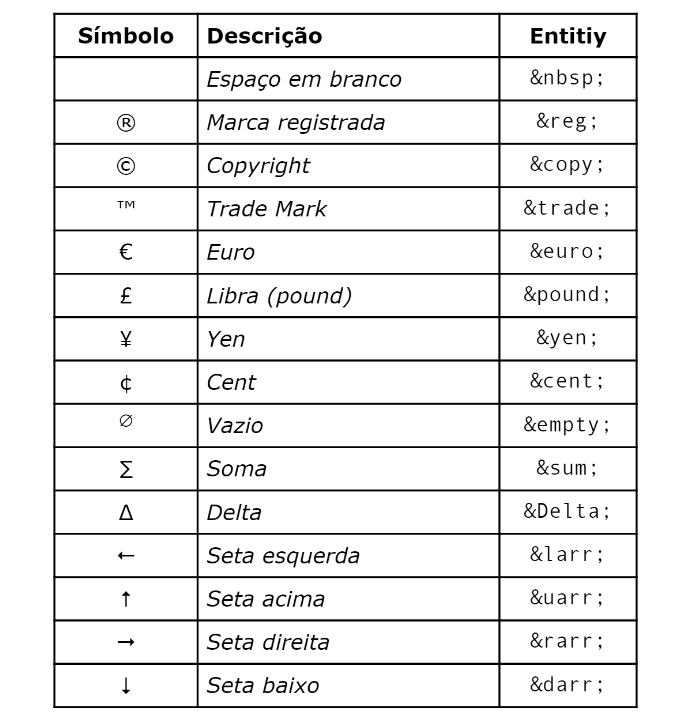 Símbolo Descrição Entitiy
Espaço em branco &nbsp;
® Marca registrada &reg;
© Copyright &copy;
™ Trade Mark &trade;
€ Euro &euro;
£ Libra (pound) &pound;
¥ Yen &yen;
¢ Cent &cent;
∅ Vazio &empty;
∑ Soma &sum;
Δ Delta &Delta;
← Seta esquerda &larr;
↑ Seta acima &uarr;
→ Seta direita &rarr;
↓ Seta baixo &darr;